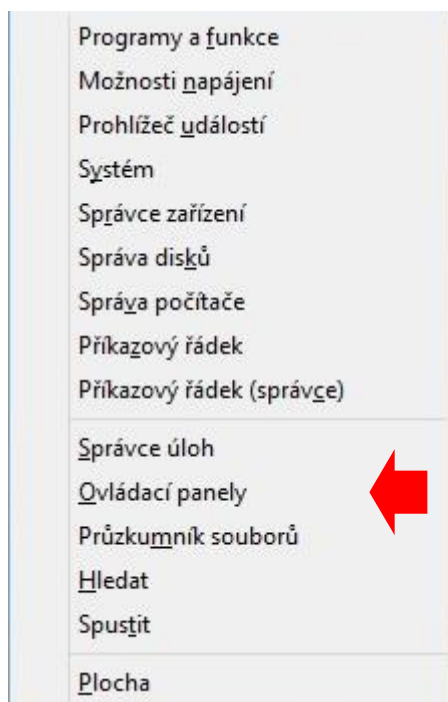 Programy a funkce
Možnosti napájení
Prohlížeč událostí
Systém
Správce zařízení
Správa disků
Správa počítače
Příkazový řádek
Příkazový řádek (správce)
Správce úloh
Ovládací panely
Průzkumník souborů
Hledat
Spustit
Plocha